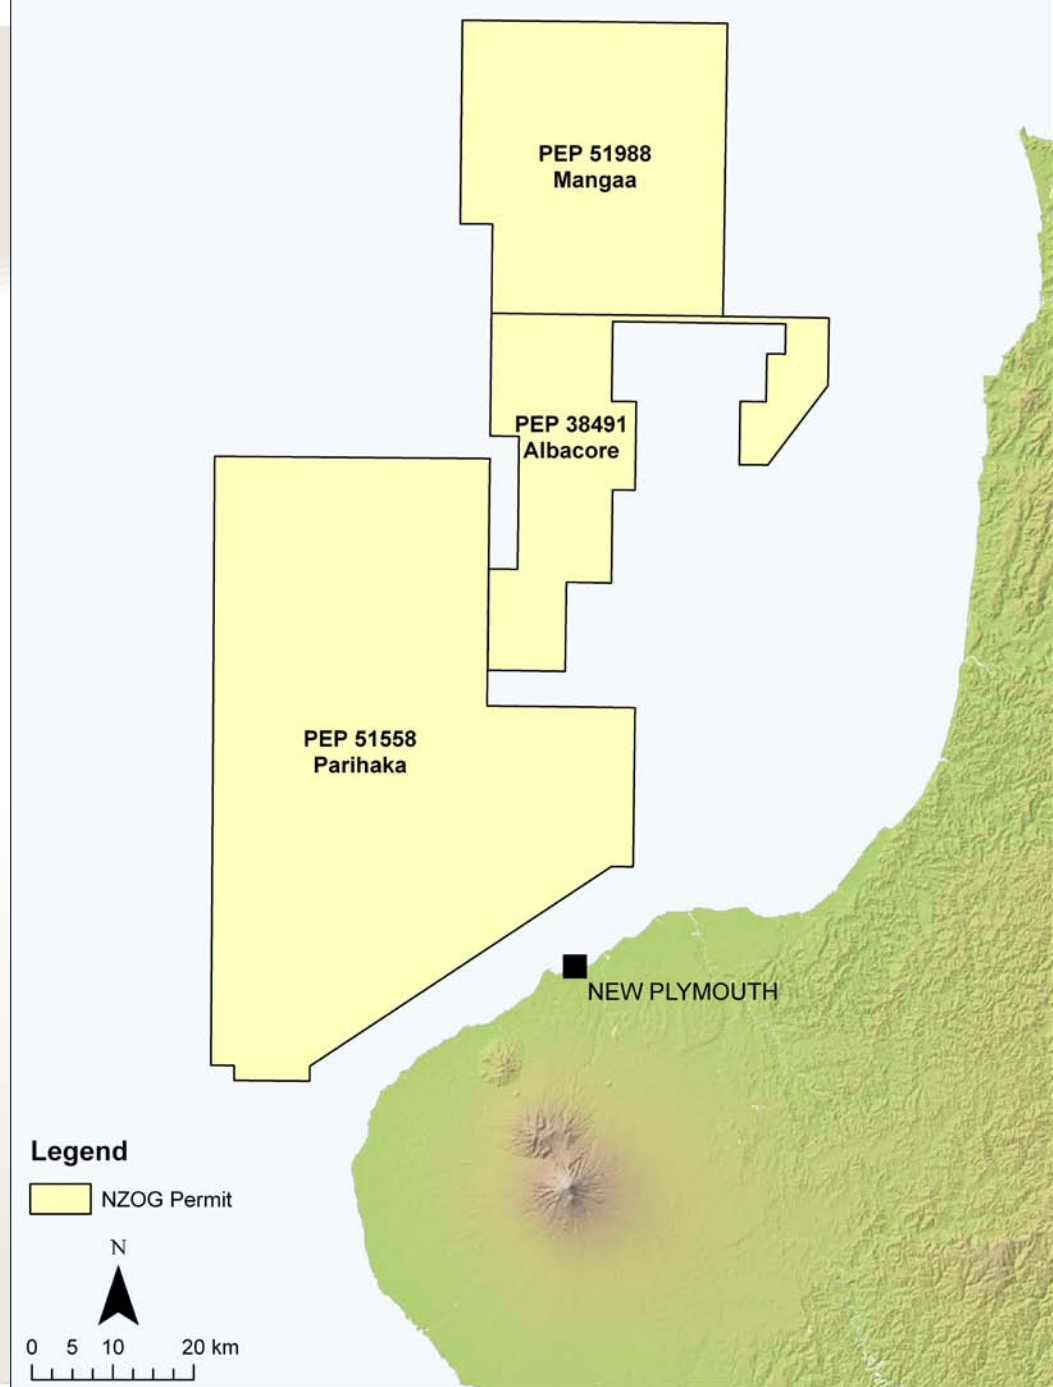 PEP 51988
Mangaa
PEP 38491
Albacore
PEP 51558
Parihaka
NEW PLYMOUTH
Legend
NZOG Permit
N
0 5 10 20 km